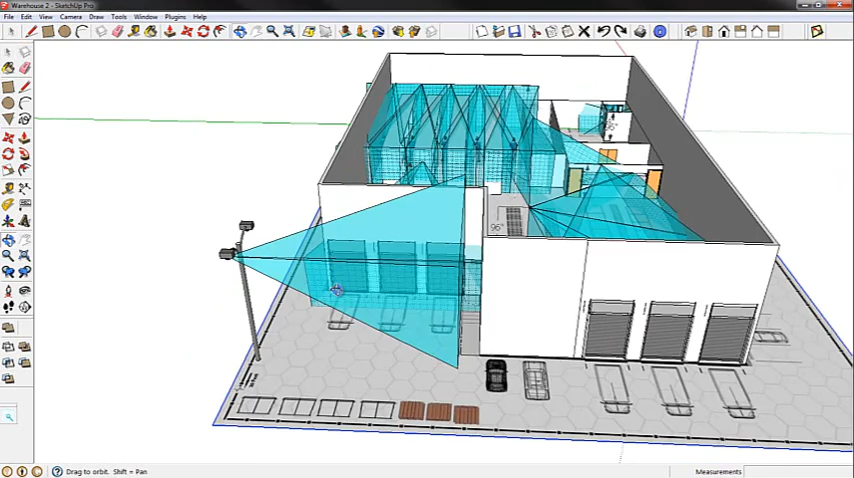 Warehouse 2 - SketchUp Pro
File Edit View Camera Draw Tools Window Plugins Help
96°
Drag to orbit. Shift = Pan
Measurements